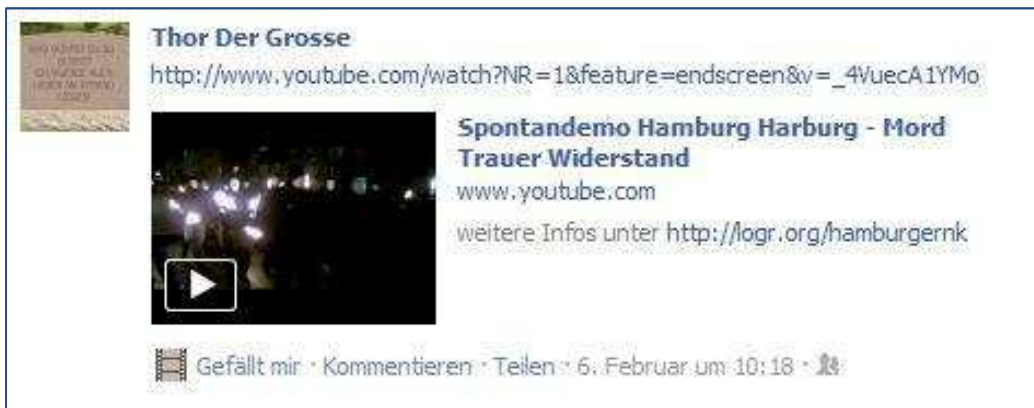 Thor Der Grosse
http://www.youtube.com/watch?NR=1&feature=endscreen&v=_4VuecA1YMo
Spontandemo Hamburg Harburg - Mord
Trauer Widerstand
www.youtube.com
weitere Infos unter http://logr.org/hamburgernk
Gefällt mir · Kommentieren · Teilen · 6. Februar um 10:18 ·